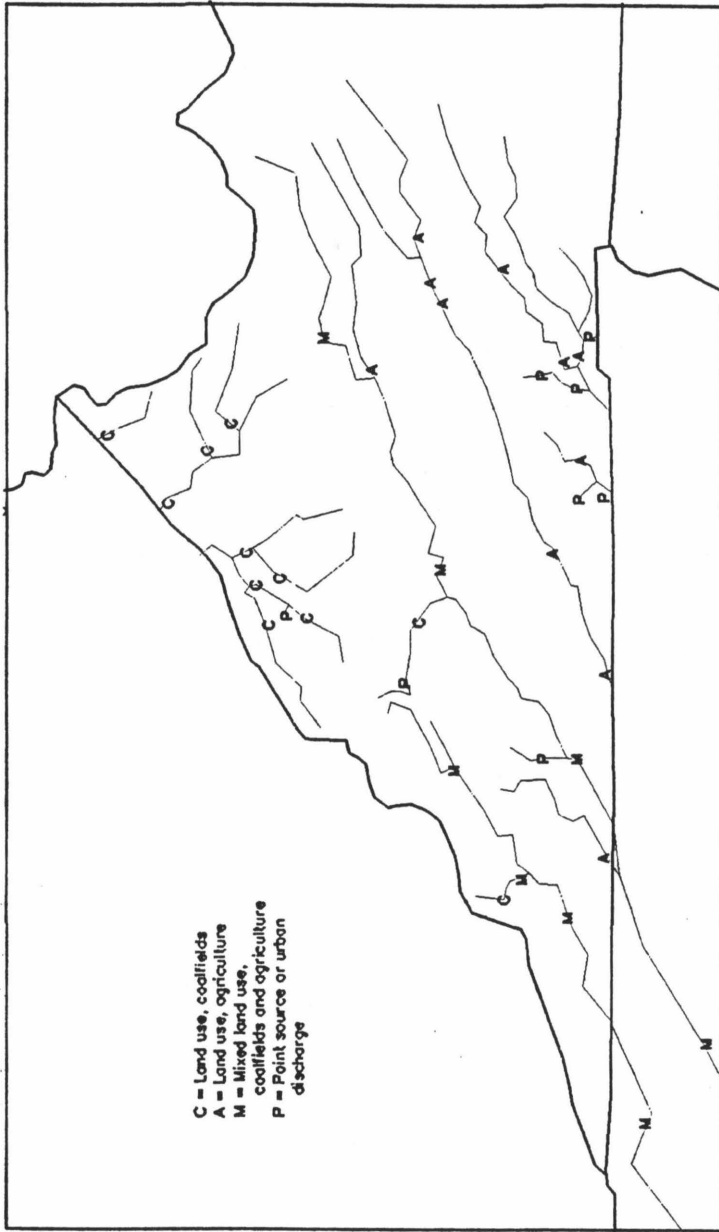 C = Land use, coalfields
A = Land use, agriculture
M = Mixed land use,
coalfields and agriculture
P = Point source or urban
discharge
C
C
C
C
C
C
C
C
P
C
M
A
P
C
A
A
M
A
M
A
C
M
P
P
A
A
M
M
P
A
P
A
P
P
A
A
M
M